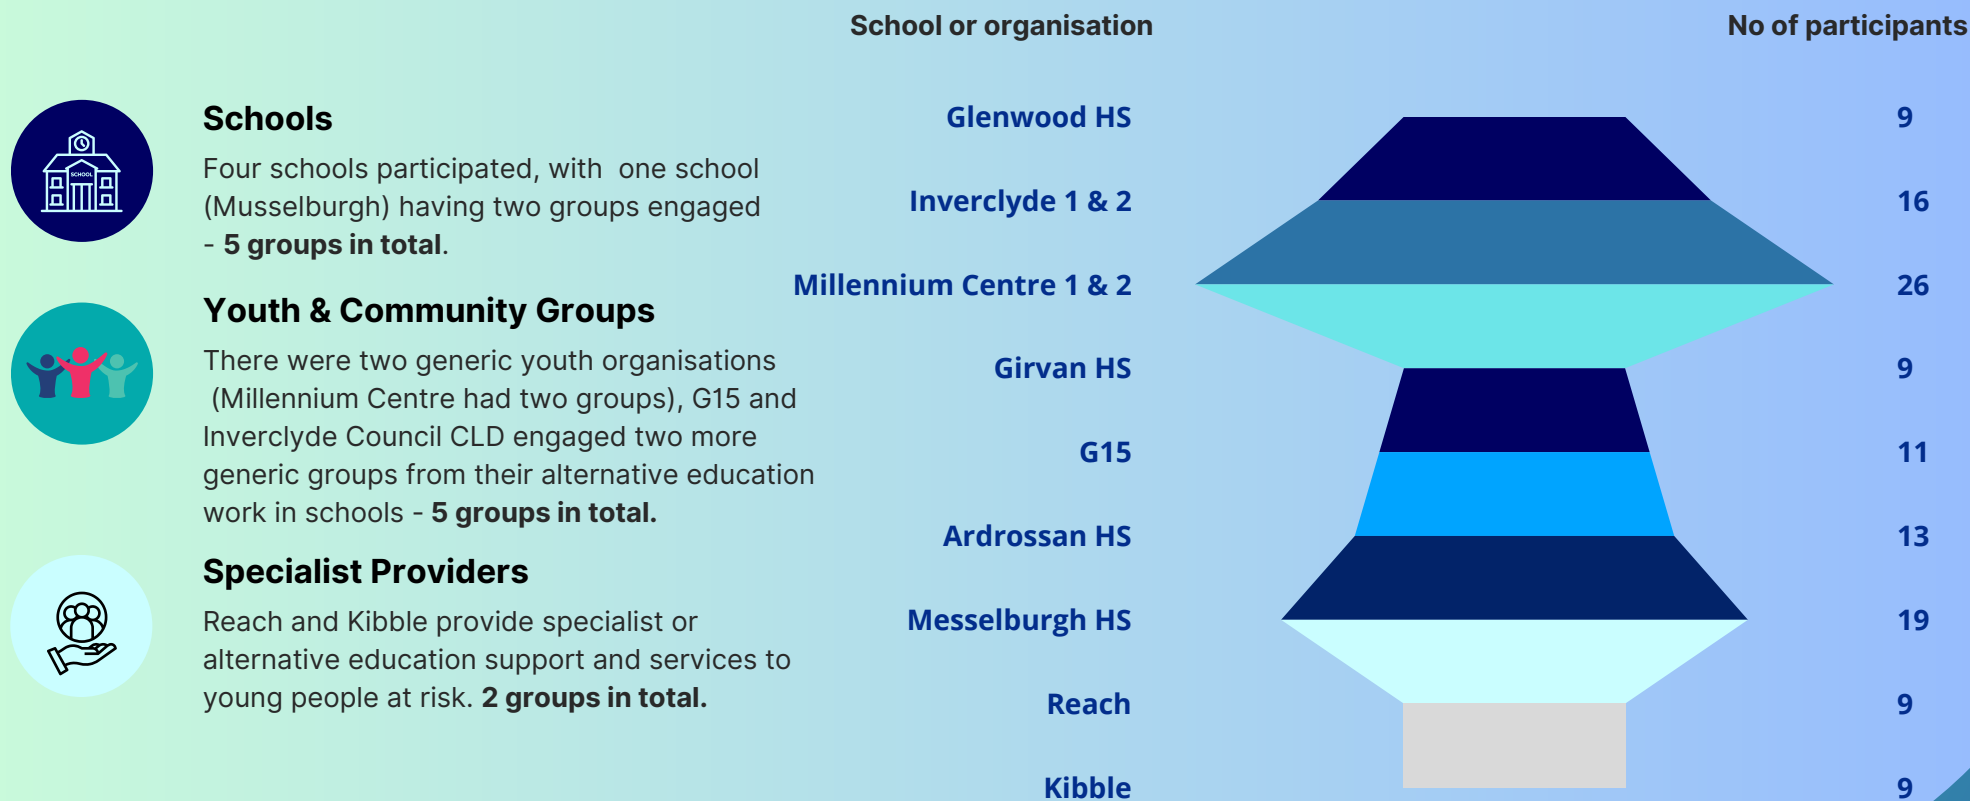 School or organisation
No of participants
Schools
SCHOOL
Four schools participated, with  one school
(Musselburgh) having two groups engaged
- 5 groups in total.
Youth & Community Groups
There were two generic youth organisations
(Millennium Centre had two groups), G15 and
Inverclyde Council CLD engaged two more
generic groups from their alternative education
work in schools - 5 groups in total.
Specialist Providers
Reach and Kibble provide specialist or
alternative education support and services to
young people at risk. 2 groups in total.
Glenwood HS
9
Inverclyde 1 & 2
16
Millennium Centre 1 & 2
26
Girvan HS
9
G15
11
Ardrossan HS
13
Messelburgh HS
19
Reach
9
Kibble
9